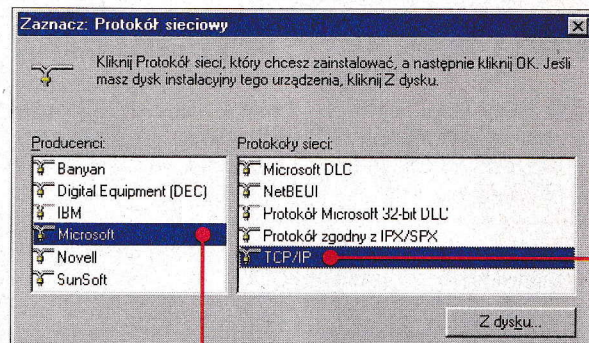 Zaznacz: Protokół sieciowy
Kliknij Protokół sieci, który chcesz zainstalować, a następnie kliknij OK. Jeśli
masz dysk instalacyjny tego urządzenia, kliknij Z dysku.
Producenci:
Banyan
Digital Equipment (DEC)
IBM
Microsoft
Novell
SunSoft
Protokoły sieci:
Microsoft DLC
NetBEUI
Protokół Microsoft 32-bit DLC
Protokół zgodny z IPX/SPX
TCP/IP
Z dysku...